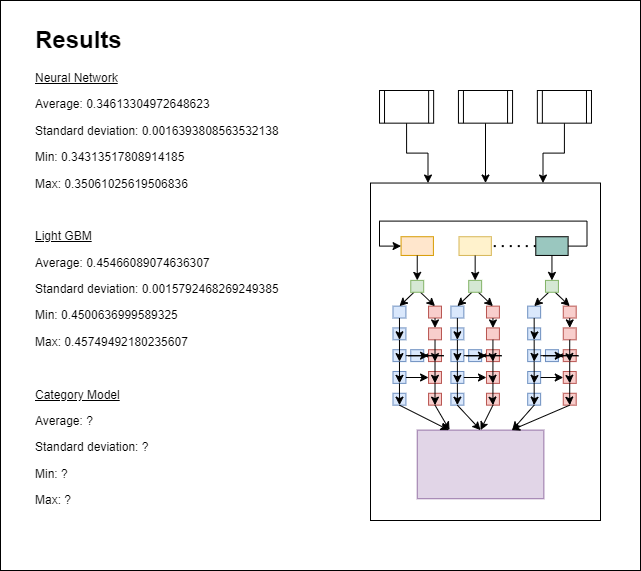 Results
Neural Network
Average: 0.34613304972648623
Standard deviation: 0.0016393808563532138
Min: 0.34313517808914185
Max: 0.35061025619506836
Light GBM
Average: 0.45466089074636307
Standard deviation: 0.0015792468269249385
Min: 0.4500636999589325
Max: 0.45749492180235607
Category Model
Average: ?
Standard deviation: ?
Min: ?
Max: ?